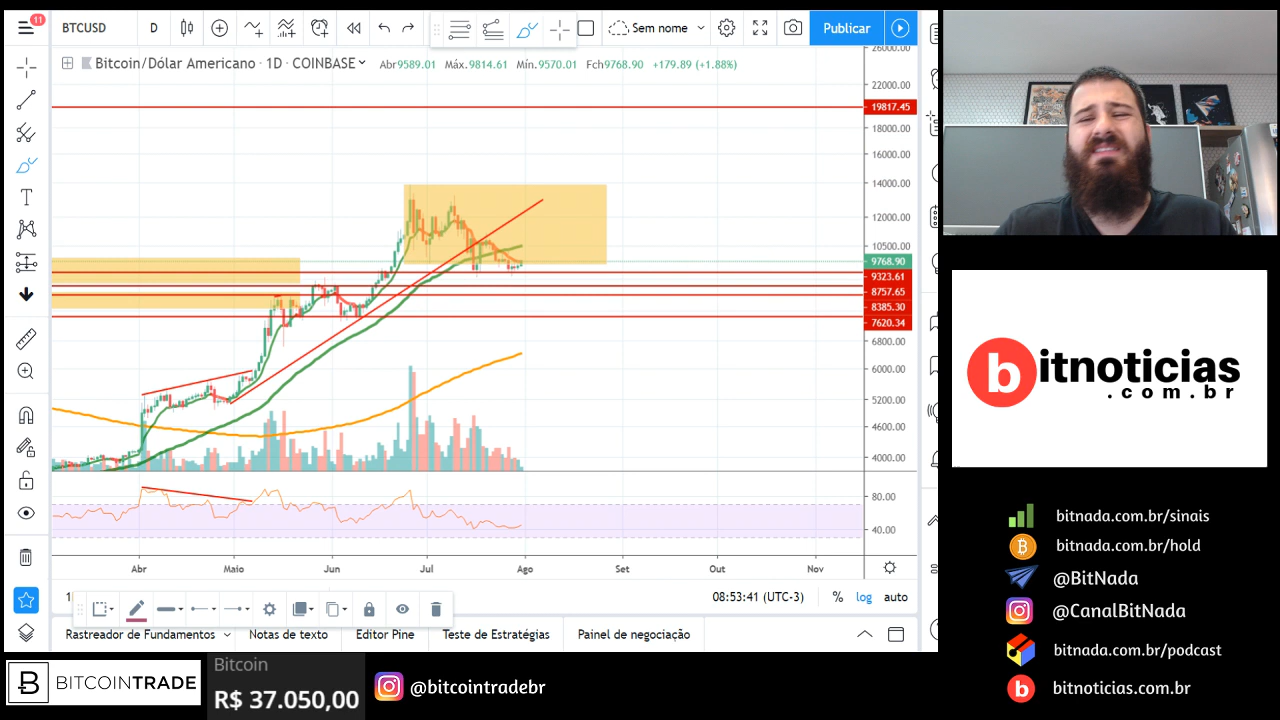 11
BTCUSD
D
Sem nome
Publicar
Bitcoin/Dólar Americano · 1D · COINBASE
Abr9589.01 Máx.9814.61 Mín.9570.01 Fch9768.90 +179.89 (+1.88%)
26000.00
22000.00
19817.45
18000.00
16000.00
14000.00
12000.00
10500.00
9768.90
9323.61
8757.65
8385.30
7620.34
6800.00
6000.00
5200.00
4600.00
4000.00
80.00
40.00
Abr Maio Jun Jul Ago Set Out Nov
08:53:41 (UTC-3) % log auto
Rastreador de Fundamentos Notas de texto Editor Pine Teste de Estratégias Painel de negociação
bitnoticias
.com.br
bitnada.com.br/sinais
bitnada.com.br/hold
@BitNada
@CanalBitNada
bitnada.com.br/podcast
bitnoticias.com.br
BITCOINTRADE
Bitcoin
R$ 37.050,00
@bitcointradebr